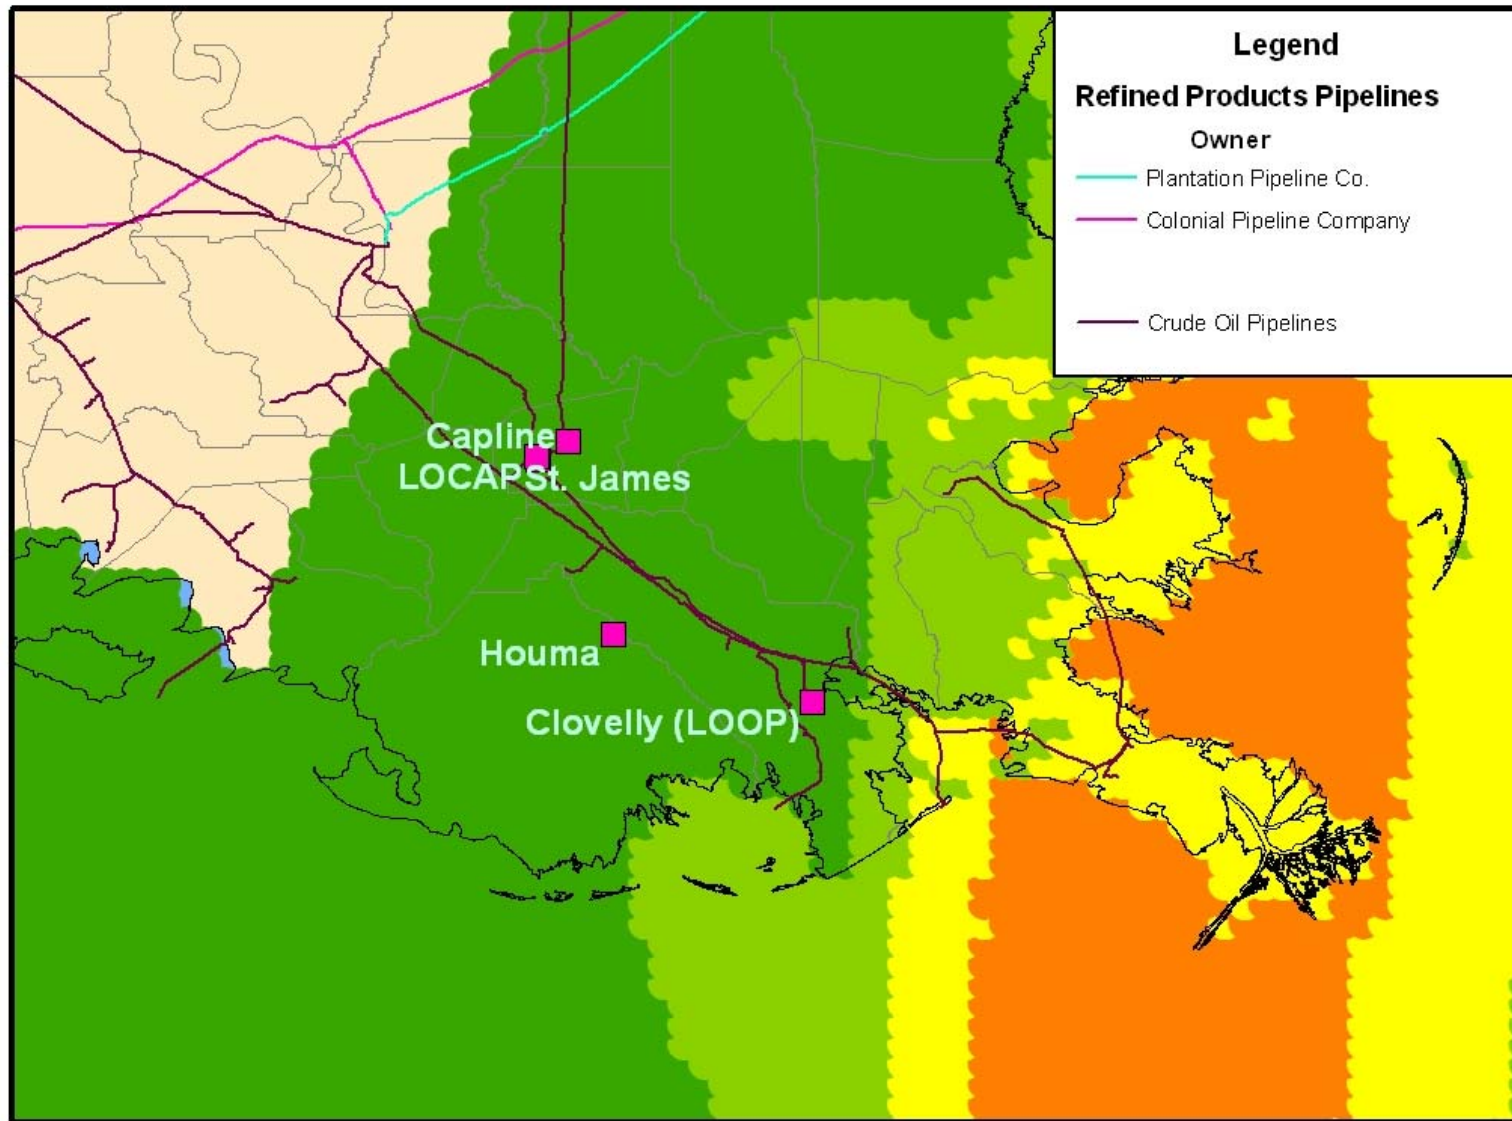 Legend
Refined Products Pipelines
Owner
Plantation Pipeline Co.
Colonial Pipeline Company
Crude Oil Pipelines
Capline
LOCAPSt. James
Houma
Clovelly (LOOP)